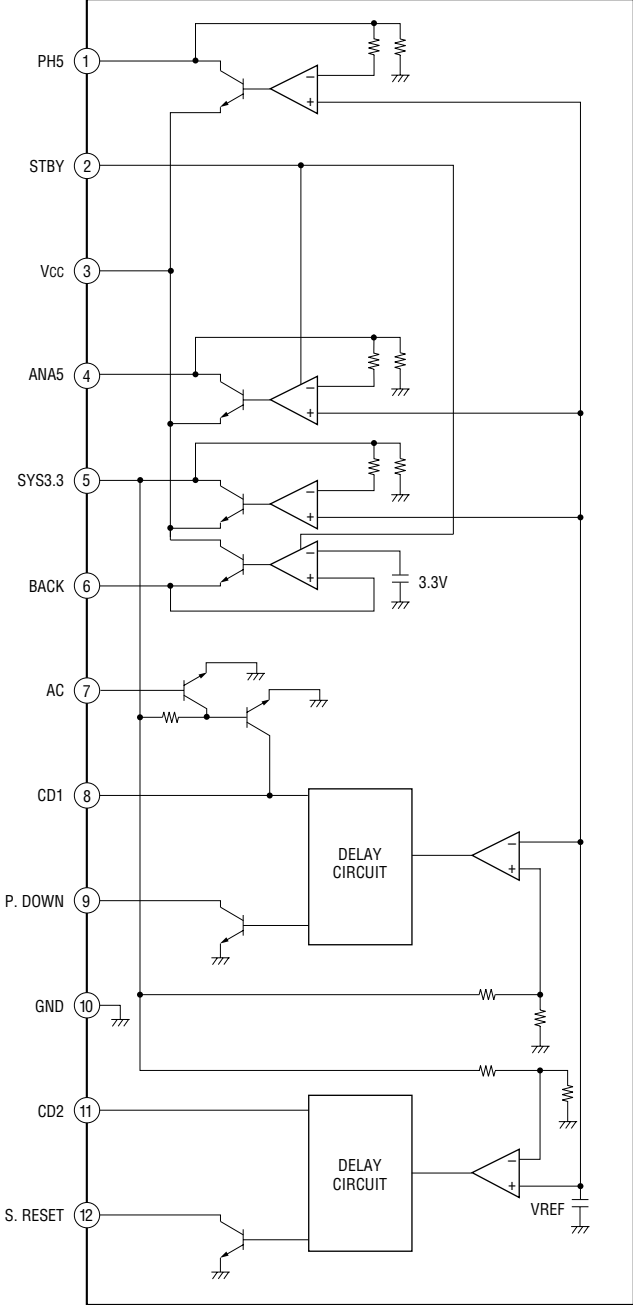 PH5 1
− +
STBY 2
Vcc 3
ANA5 4
− +
SYS3.3 5
− +
− +
3.3V
BACK 6
AC 7
CD1 8
DELAY
CIRCUIT
− +
P. DOWN 9
GND 10
CD2 11
DELAY
CIRCUIT
− +
VREF
S. RESET 12